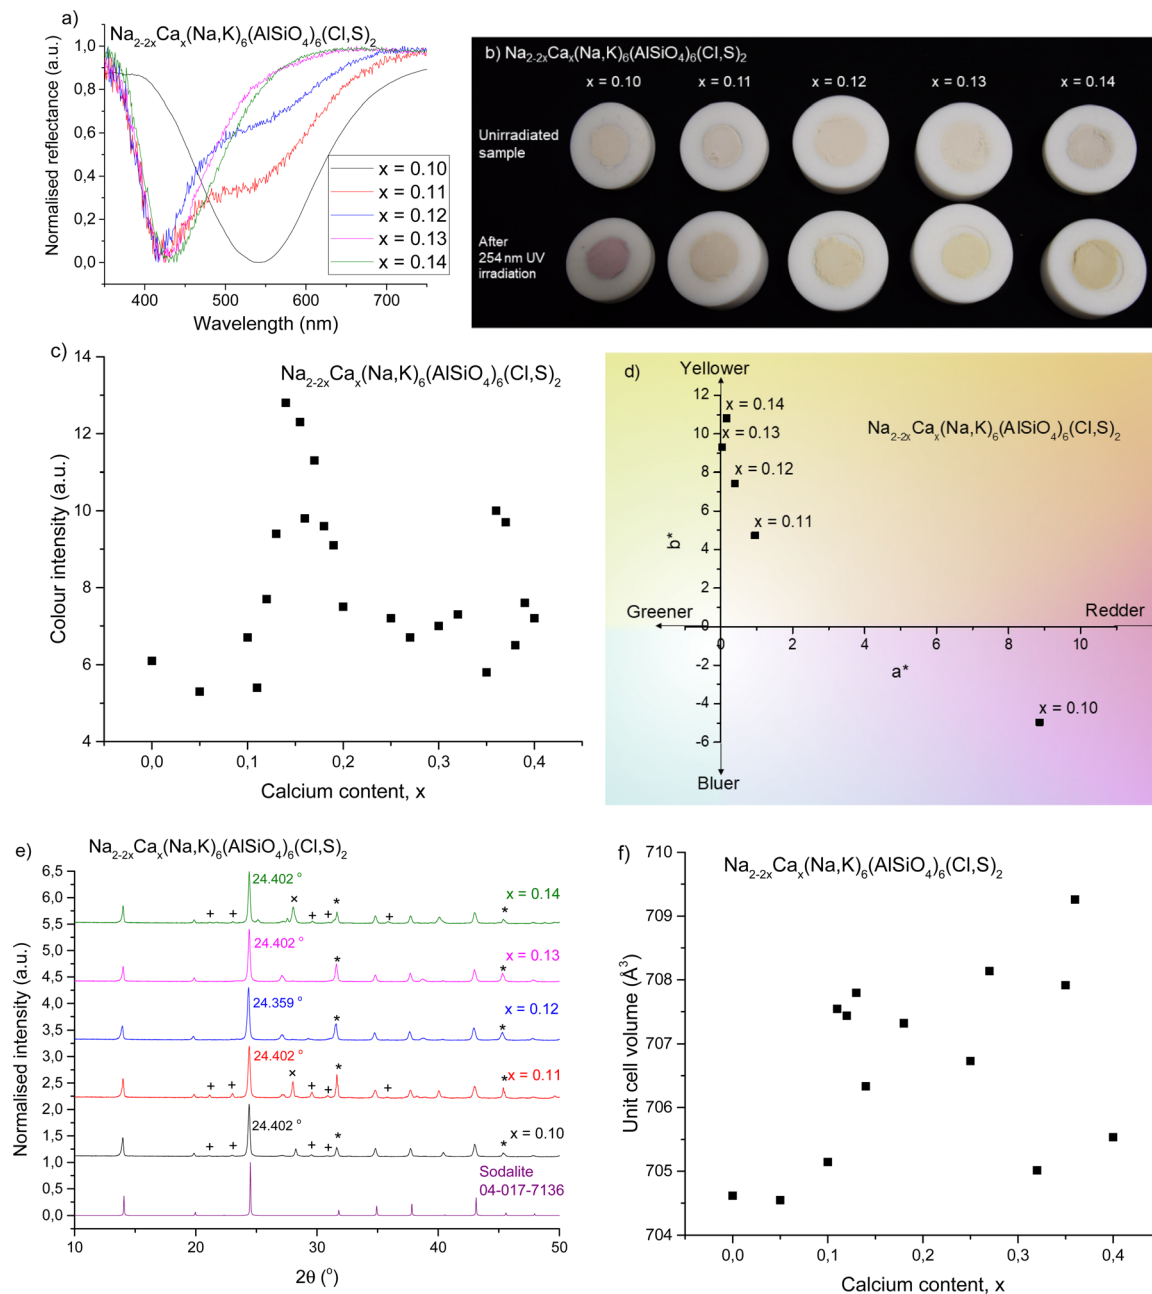 a)
Na2-2xCax(Na,K)6(AlSiO4)6(Cl,S)2
Normalised reflectance (a.u.)
1,0
0,8
0,6
0,4
0,2
0,0
x = 0.10
x = 0.11
x = 0.12
x = 0.13
x = 0.14
400 500 600 700
Wavelength (nm)
b) Na2-2xCax(Na,K)6(AlSiO4)6(Cl,S)2
x = 0.10 x = 0.11 x = 0.12 x = 0.13 x = 0.14
Unirradiated
sample
After
254 nm UV
irradiation
c)
Na2-2xCax(Na,K)6(AlSiO4)6(Cl,S)2
Colour intensity (a.u.)
14
12
10
8
6
4
0,0 0,1 0,2 0,3 0,4
Calcium content, x
d)
Yellower
Na2-2xCax(Na,K)6(AlSiO4)6(Cl,S)2
12
10
8
6
4
2
0
-2
-4
-6
b*
x = 0.14
x = 0.13
x = 0.12
x = 0.11
Greener
Redder
0 2 4 6 8 10
a*
x = 0.10
Bluer
e)
Na2-2xCax(Na,K)6(AlSiO4)6(Cl,S)2
Normalised intensity (a.u.)
6,5
6,0
5,5
5,0
4,5
4,0
3,5
3,0
2,5
2,0
1,5
1,0
0,5
0,0
24.402 °
+ + × + + * + *
x = 0.14
24.402 °
* *
x = 0.13
24.359 °
* *
x = 0.12
24.402 °
+ + × + + * + *
x = 0.11
24.402 °
+ + + + * *
x = 0.10
Sodalite
04-017-7136
10 20 30 40 50
2θ (°)
f)
Na2-2xCax(Na,K)6(AlSiO4)6(Cl,S)2
Unit cell volume (Å3)
710
709
708
707
706
705
704
0,0 0,1 0,2 0,3 0,4
Calcium content, x